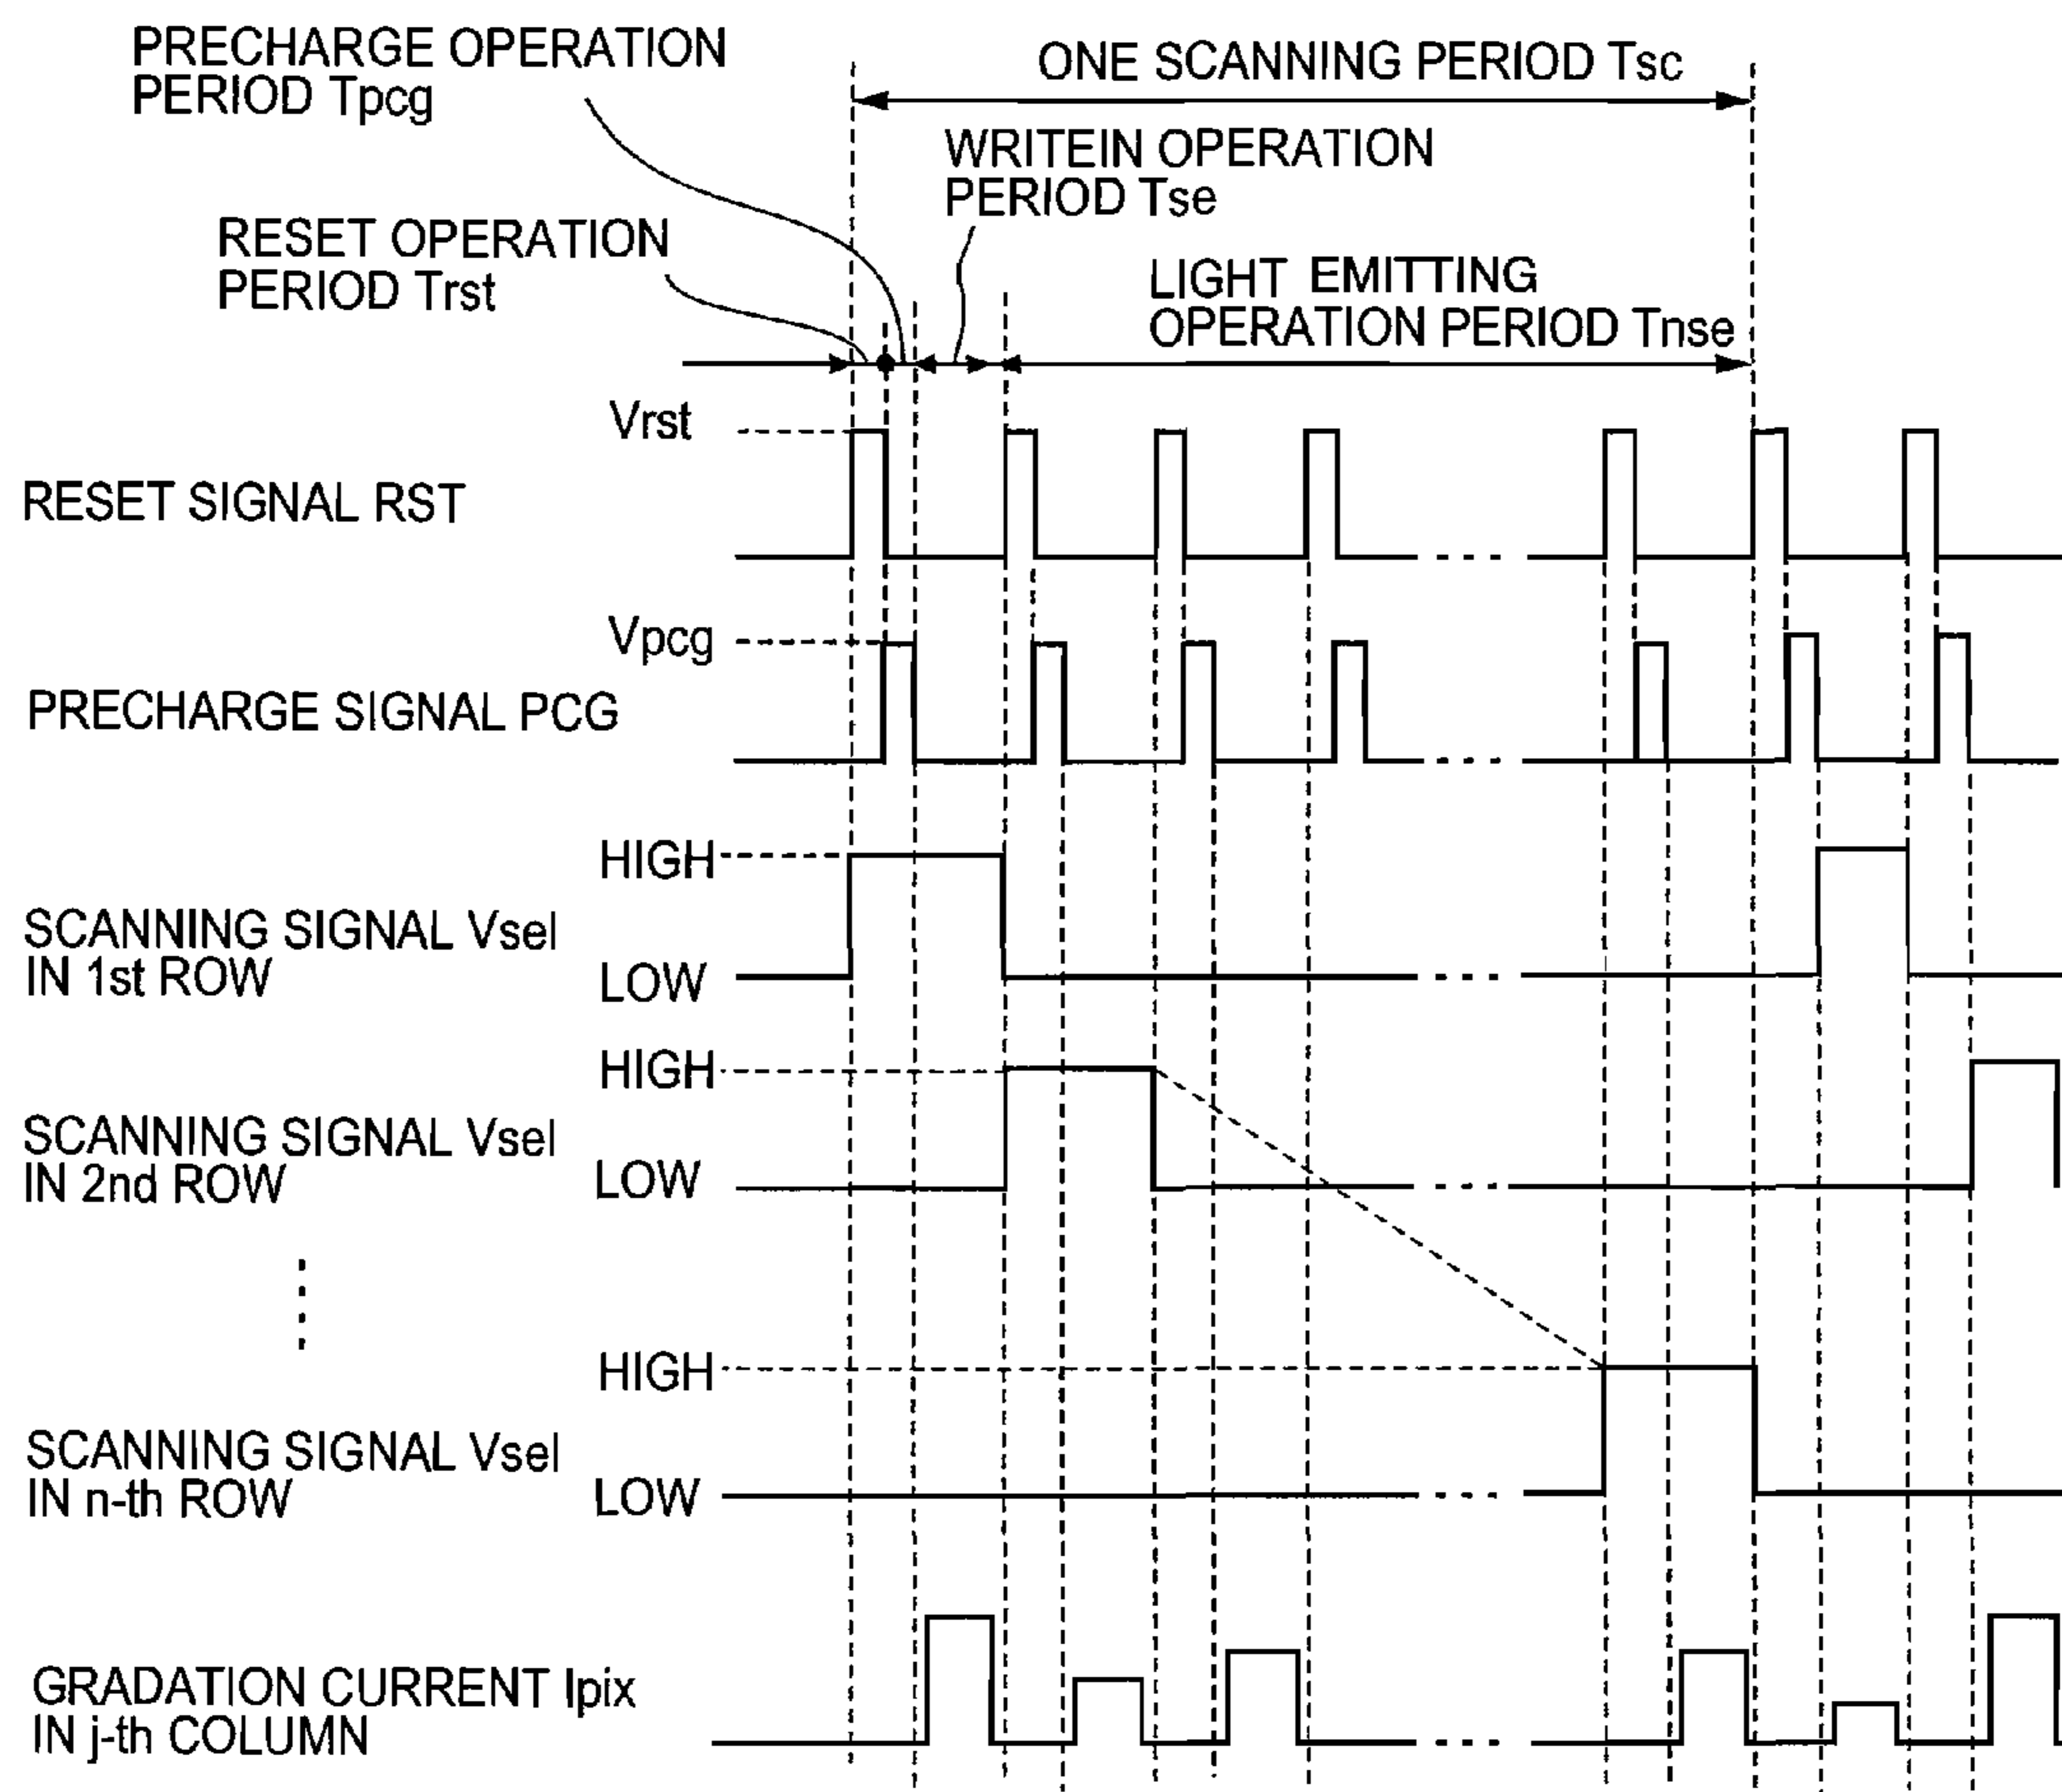 PRECHARGE OPERATION
PERIOD Tpcg
ONE SCANNING PERIOD Tsc
WRITEIN OPERATION
PERIOD Tse
RESET OPERATION
PERIOD Trst
LIGHT EMITTING
OPERATION PERIOD Tnse
Vrst
RESET SIGNAL RST
Vpcg
PRECHARGE SIGNAL PCG
HIGH
SCANNING SIGNAL Vsel
IN 1st ROW
LOW
HIGH
SCANNING SIGNAL Vsel
IN 2nd ROW
LOW
HIGH
SCANNING SIGNAL Vsel
IN n-th ROW
LOW
GRADATION CURRENT Ipix
IN j-th COLUMN